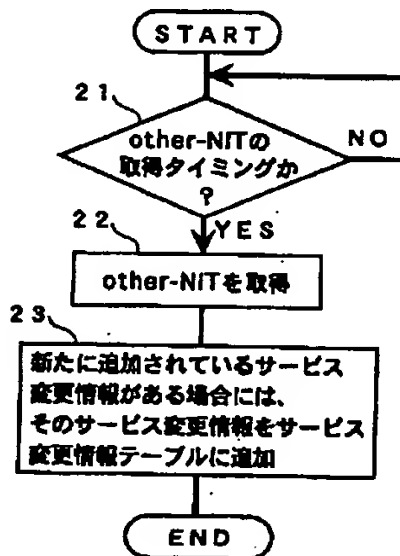 START
21
other-NITの
取得タイミングか
?
NO
YES
22
other-NITを取得
23
新たに追加されているサービス
変更情報がある場合には、
そのサービス変更情報をサービス
変更情報テーブルに追加
END